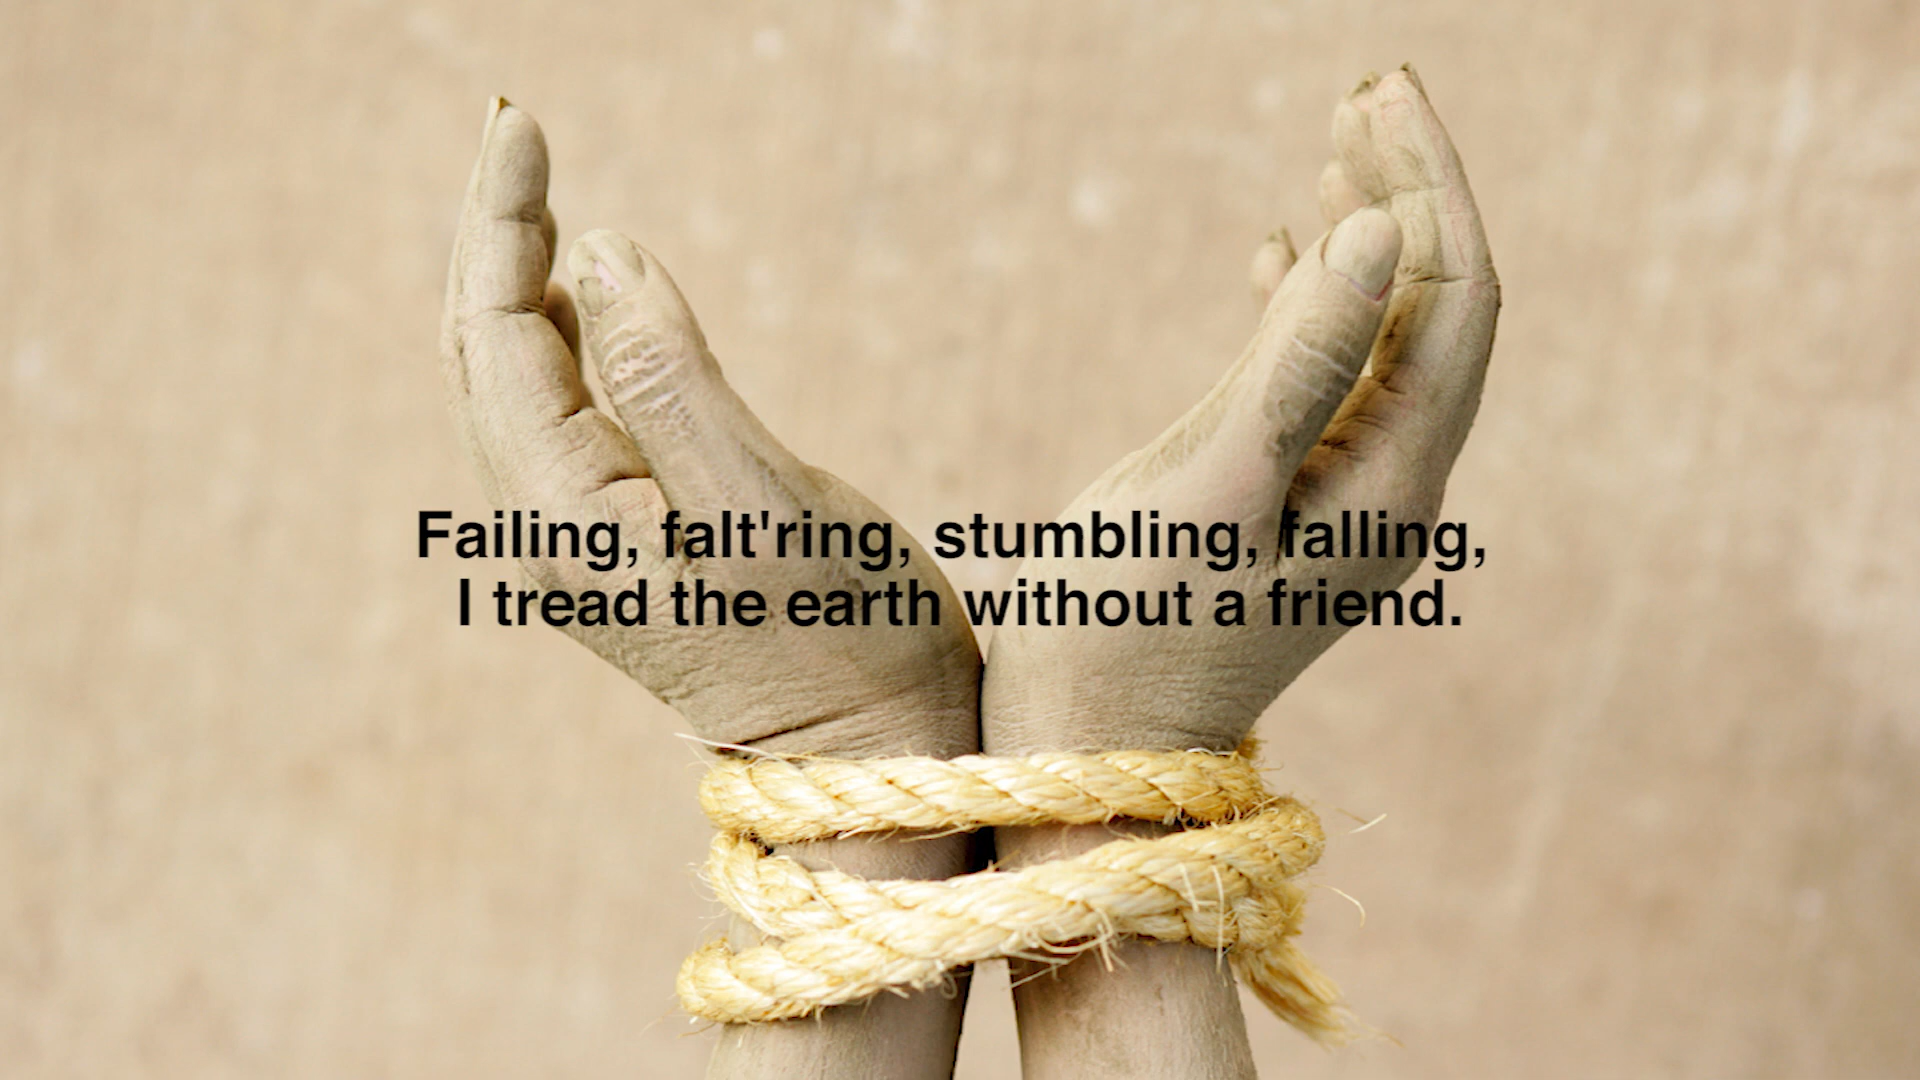 Failing, falt'ring, stumbling, falling,
I tread the earth without a friend.